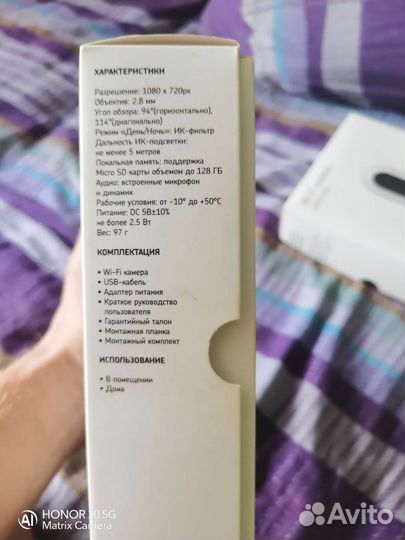 ХАРАКТЕРИСТИКИ
Разрешение: 1080 x 720px
Объектив: 2.8 мм
Угол обзора: 94°(горизонтально),
114°(диагонально)
Режим «День/Ночь»: ИК-фильтр
Дальность ИК-подсветки:
не менее 5 метров
Локальная память: поддержка
Micro SD карты объемом до 128 ГБ
Аудио: встроенные микрофон
и динамик
Рабочие условия: от -10° до +50°C
Питание: DC 5В±10%
не более 2.5 Вт
Вес: 97 г
КОМПЛЕКТАЦИЯ
• Wi-Fi камера
• USB-кабель
• Адаптер питания
• Краткое руководство
пользователя
• Гарантийный талон
• Монтажная планка
• Монтажный комплект
ИСПОЛЬЗОВАНИЕ
• В помещении
• Дома
Matrix Camera
Avito